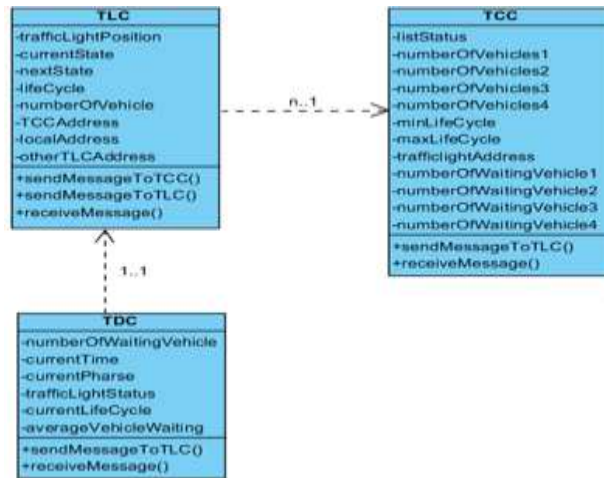 TLC
-trafficLightPosition
-currentState
-nextState
-lifeCycle
-numberOfVehicle
-TCCAddress
-localAddress
-otherTLCAddress
+sendMessageToTCC()
+sendMessageToTLC()
+receiveMessage()
n..1
TCC
-listStatus
-numberOfVehicles1
-numberOfVehicles2
-numberOfVehicles3
-numberOfVehicles4
-minLifeCycle
-maxLifeCycle
-trafficlightAddress
-numberOfWaitingVehicle1
-numberOfWaitingVehicle2
-numberOfWaitingVehicle3
-numberOfWaitingVehicle4
+sendMessageToTLC()
+receiveMessage()
1..1
TDC
-numberOfWaitingVehicle
-currentTime
-currentPharse
-trafficLightStatus
-currentLifeCycle
-averageVehicleWaiting
+sendMessageToTLC()
+receiveMessage()